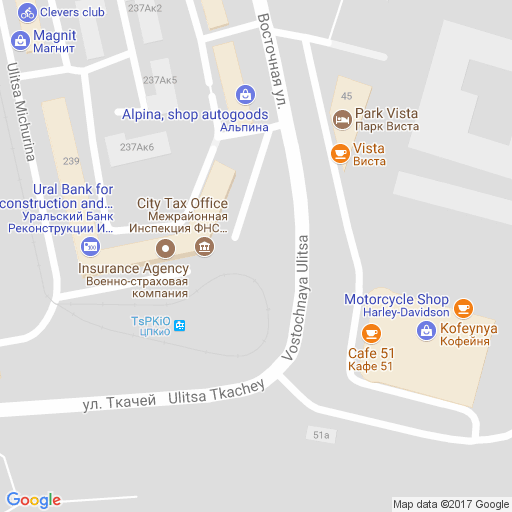 Clevers club
237Ак2
Magnit
Магнит
Восточная ул.
237Ак5
Ulitsa Michurina
45
Alpina, shop autogoods
Альпина
Park Vista
Парк Виста
237Ак6
Vista
Виста
239
Ural Bank for
construction and...
Уральский Банк
Реконструкции И...
City Tax Office
Межрайонная
Инспекция ФНС...
Insurance Agency
Военно-страховая
компания
Vostochnaya Ulitsa
Motorcycle Shop
Harley-Davidson
Kofeynya
Кофейня
TsPKiO
ЦПКиО
Cafe 51
Кафе 51
ул. Ткачей Ulitsa Tkachey
51а
Google
Map data ©2017 Google